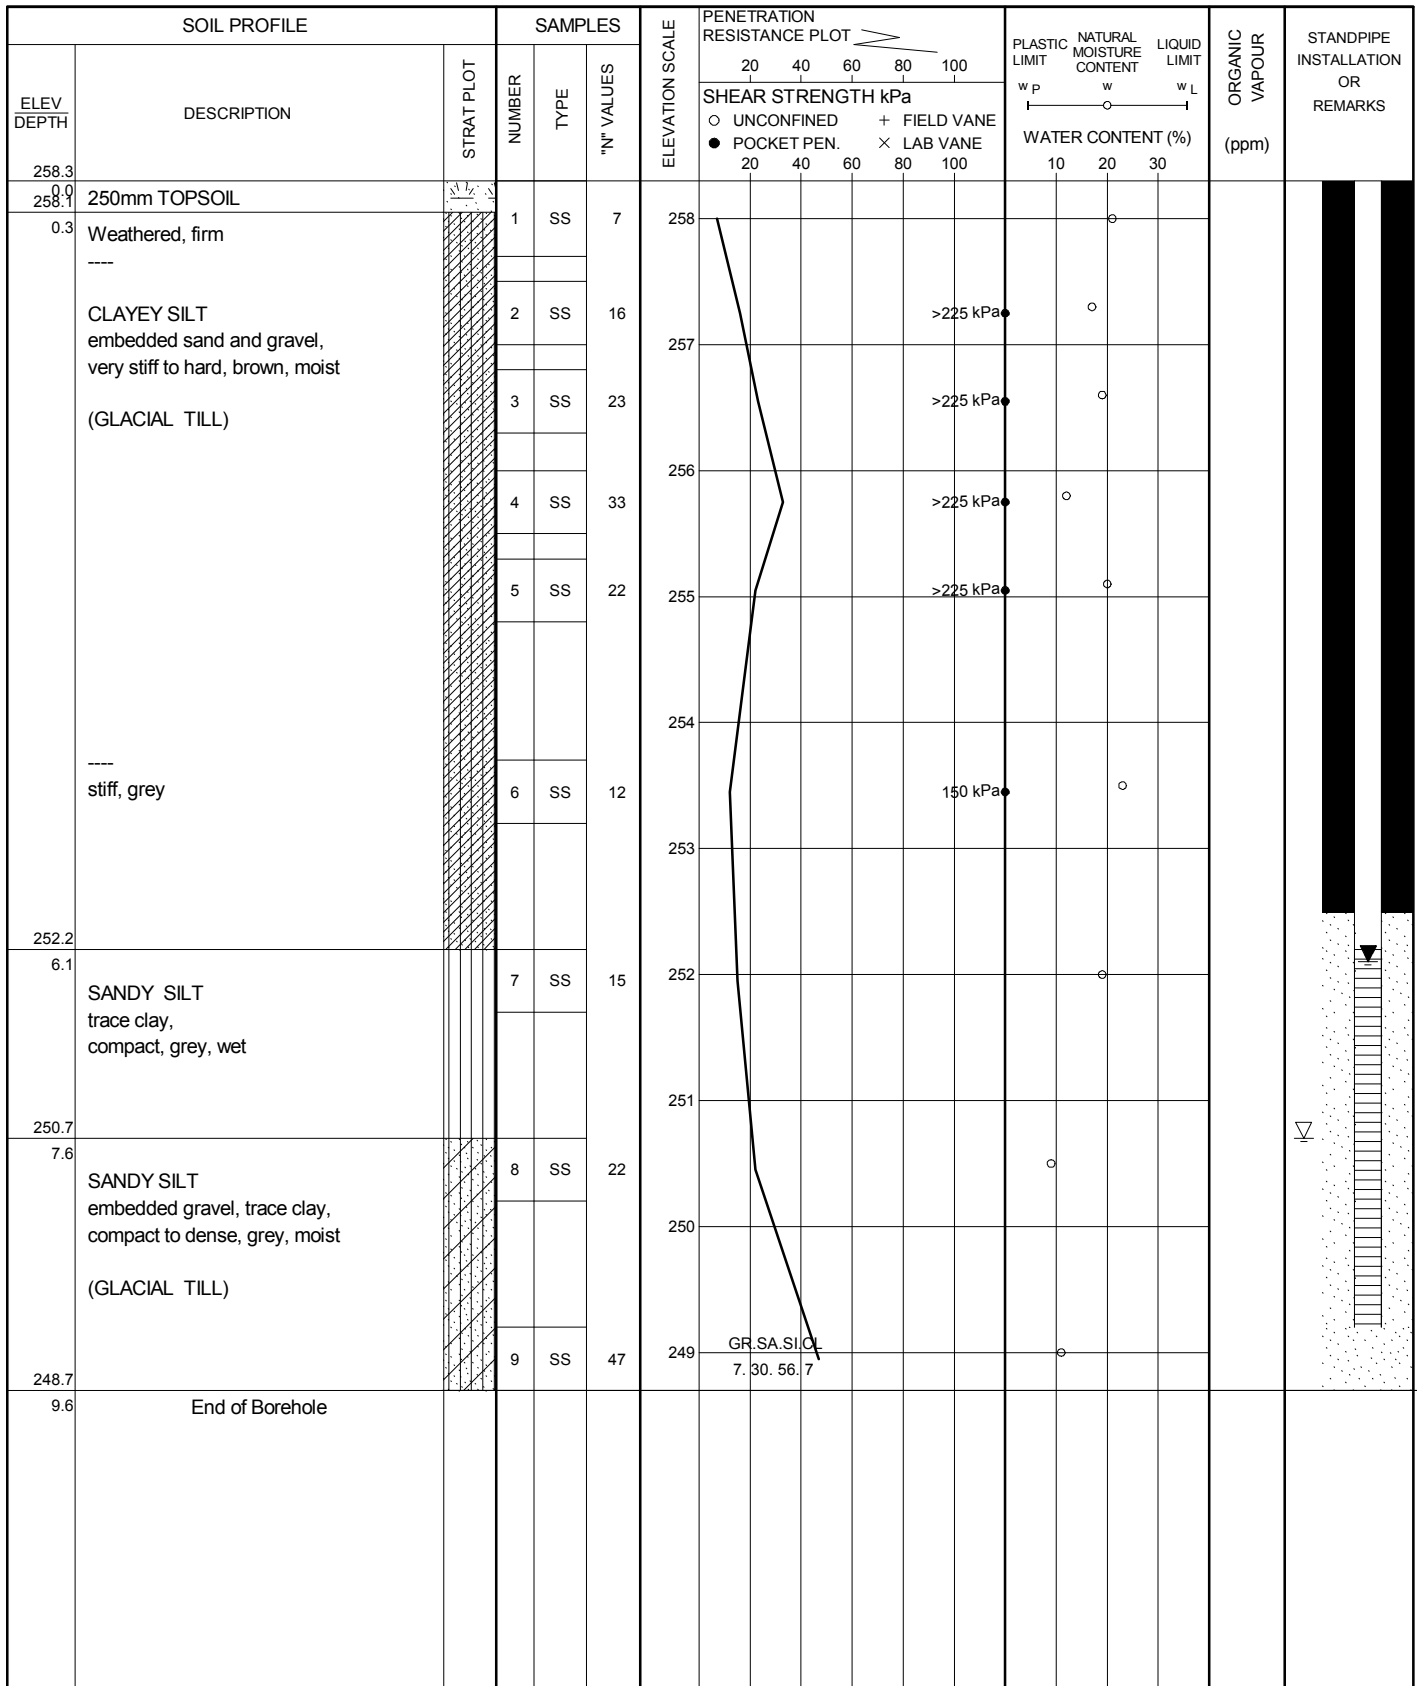 SOIL PROFILE
SAMPLES
ELEV
DEPTH
DESCRIPTION
STRAT PLOT
NUMBER
TYPE
"N" VALUES
ELEVATION SCALE
PENETRATION
RESISTANCE PLOT
20 40 60 80 100
SHEAR STRENGTH kPa
UNCONFINED + FIELD VANE
POCKET PEN. × LAB VANE
20 40 60 80 100
PLASTIC LIMIT
NATURAL MOISTURE CONTENT
LIQUID LIMIT
w P w w L
WATER CONTENT (%)
10 20 30
ORGANIC VAPOUR
(ppm)
STANDPIPE
INSTALLATION
OR
REMARKS
258.3
0.0
258.1
250mm TOPSOIL
0.3
Weathered, firm
1 SS 7
258
----
CLAYEY SILT
2 SS 16
>225 kPa
embedded sand and gravel,
257
very stiff to hard, brown, moist
3 SS 23
>225 kPa
(GLACIAL TILL)
256
4 SS 33
>225 kPa
5 SS 22
>225 kPa
255
254
----
stiff, grey
6 SS 12
150 kPa
253
252.2
6.1
7 SS 15
252
SANDY SILT
trace clay,
compact, grey, wet
251
250.7
7.6
8 SS 22
SANDY SILT
embedded gravel, trace clay,
250
compact to dense, grey, moist
(GLACIAL TILL)
GR.SA.SI.CL
249
9 SS 47
7. 30. 56. 7
248.7
9.6
End of Borehole